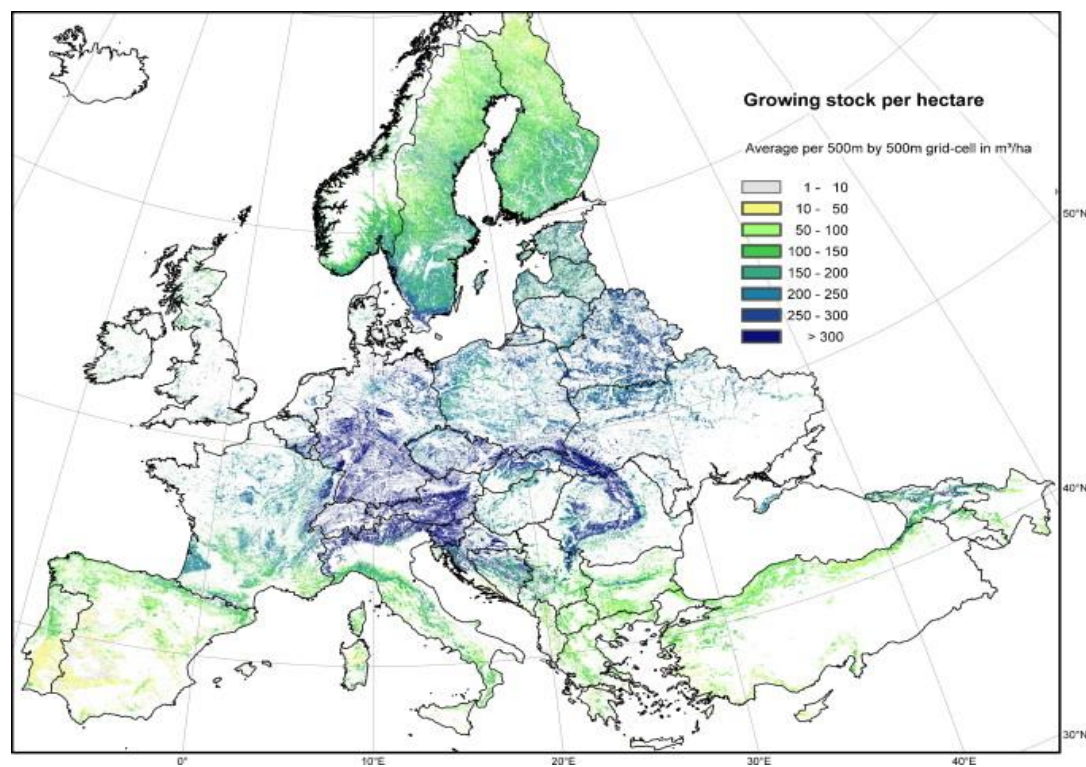 Growing stock per hectare
Average per 500m by 500m grid-cell in m³/ha
1 - 10
10 - 50
50 - 100
100 - 150
150 - 200
200 - 250
250 - 300
> 300
50°N
40°N
30°N
0°
10°E
20°E
30°E
40°E